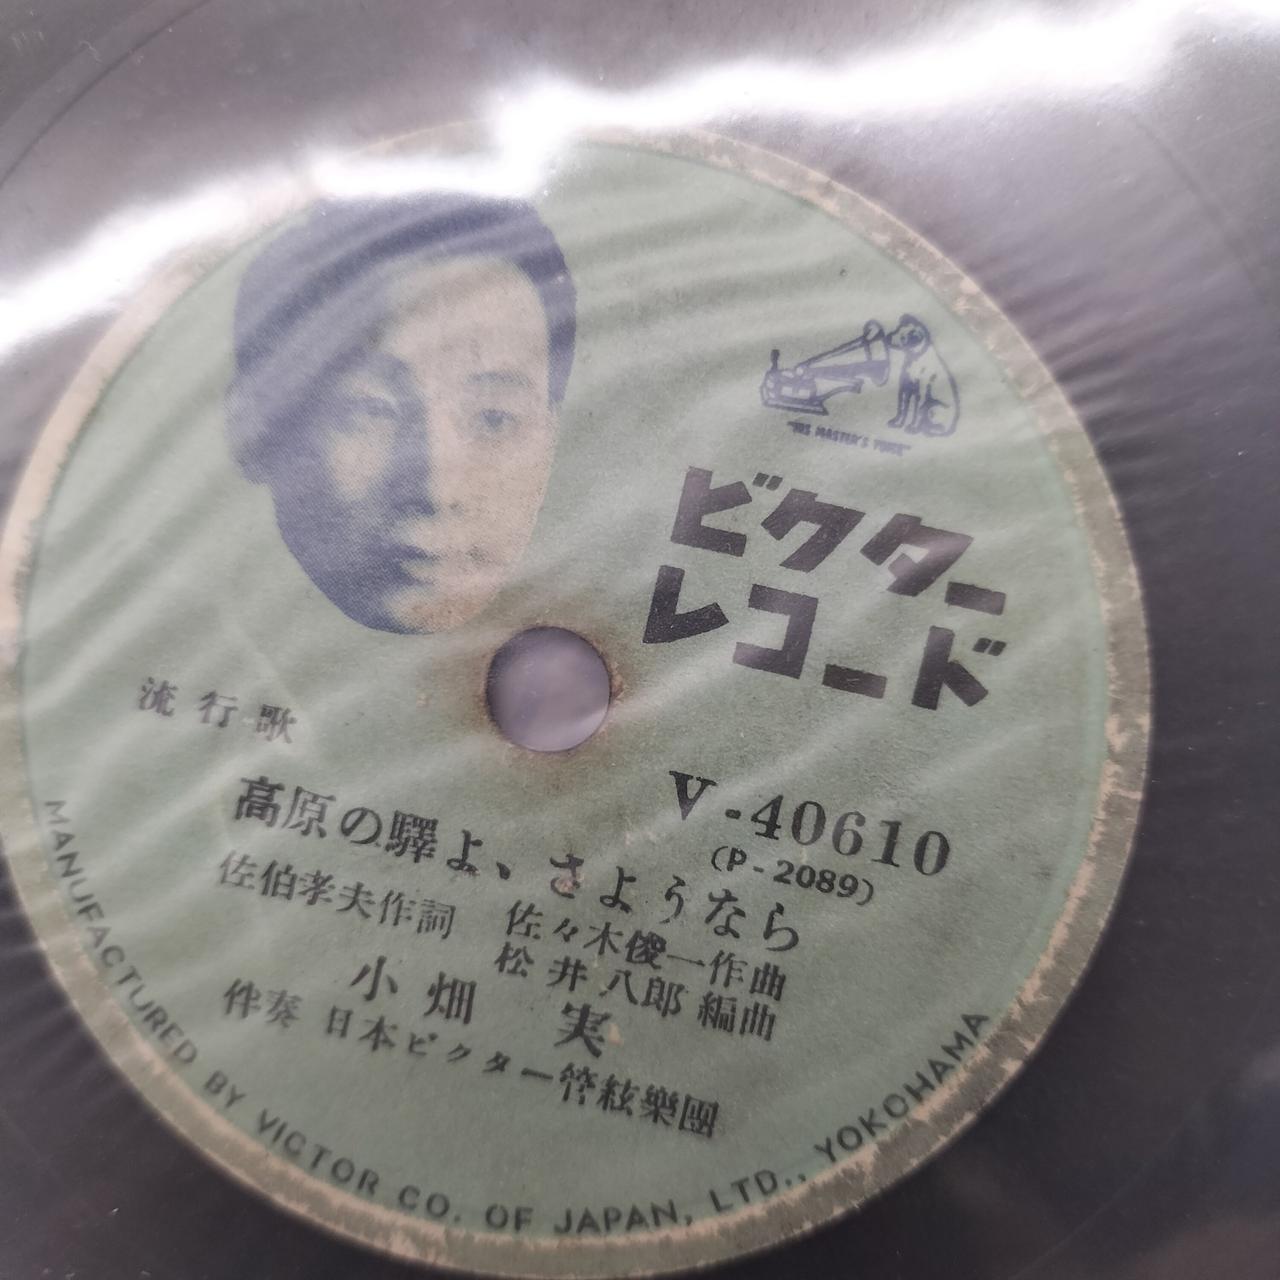 "HIS MASTER'S VOICE"
ビクター
レコード
V-40610
(P-2089)
流行歌
高原の驛よ、さようなら
佐伯孝夫作詞 佐々木俊一作曲
松井八郎編曲
小畑 実
伴奏 日本ビクター管絃樂團
MANUFACTURED BY VICTOR CO. OF JAPAN, LTD., YOKOHAMA